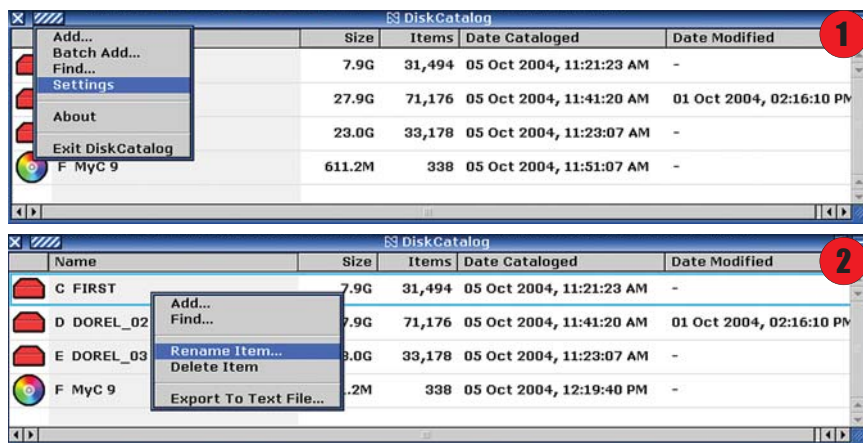 DiskCatalog
1
Size Items Date Cataloged Date Modified
7.9G 31,494 05 Oct 2004, 11:21:23 AM -
27.9G 71,176 05 Oct 2004, 11:41:20 AM 01 Oct 2004, 02:16:10 PM
23.0G 33,178 05 Oct 2004, 11:23:07 AM -
F MyC 9 611.2M 338 05 Oct 2004, 11:51:07 AM -
Add...
Batch Add...
Find...
Settings
About
Exit DiskCatalog
DiskCatalog
2
Name Size Items Date Cataloged Date Modified
C FIRST 7.9G 31,494 05 Oct 2004, 11:21:23 AM -
D DOREL_02 7.9G 71,176 05 Oct 2004, 11:41:20 AM 01 Oct 2004, 02:16:10 PM
E DOREL_03 .0G 33,178 05 Oct 2004, 11:23:07 AM -
F MyC 9 .2M 338 05 Oct 2004, 12:19:40 PM -
Add...
Find...
Rename Item...
Delete Item
Export To Text File...